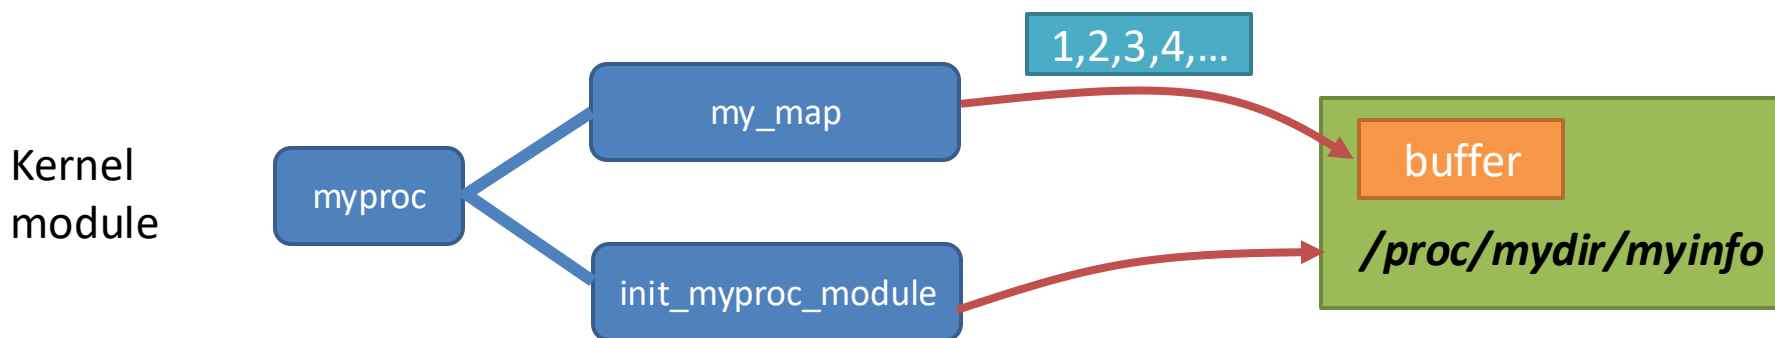 1,2,3,4,...
my_map
buffer
Kernel
module
myproc
/proc/mydir/myinfo
init_myproc_module